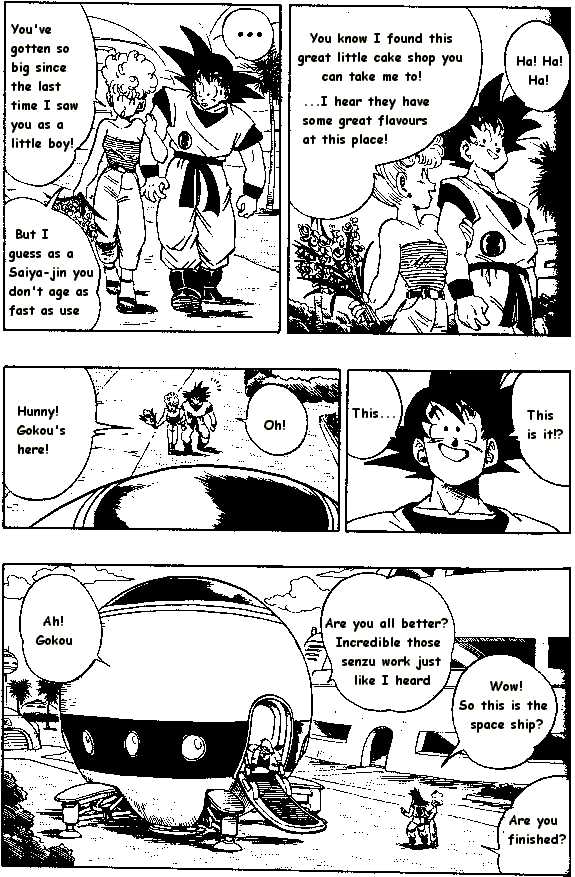 You've
gotten so
big since
the last
time I saw
you as a
little boy!
...
But I
guess as a
Saiya-jin you
don't age as
fast as use
You know I found this
great little cake shop you
can take me to!
...I hear they have
some great flavours
at this place!
Ha! Ha!
Ha!
Hunny!
Gokou's
here!
Oh!
This...
This
is it!?
Ah!
Gokou
Are you all better?
Incredible those
senzu work just
like I heard
Wow!
So this is the
space ship?
Are you
finished?